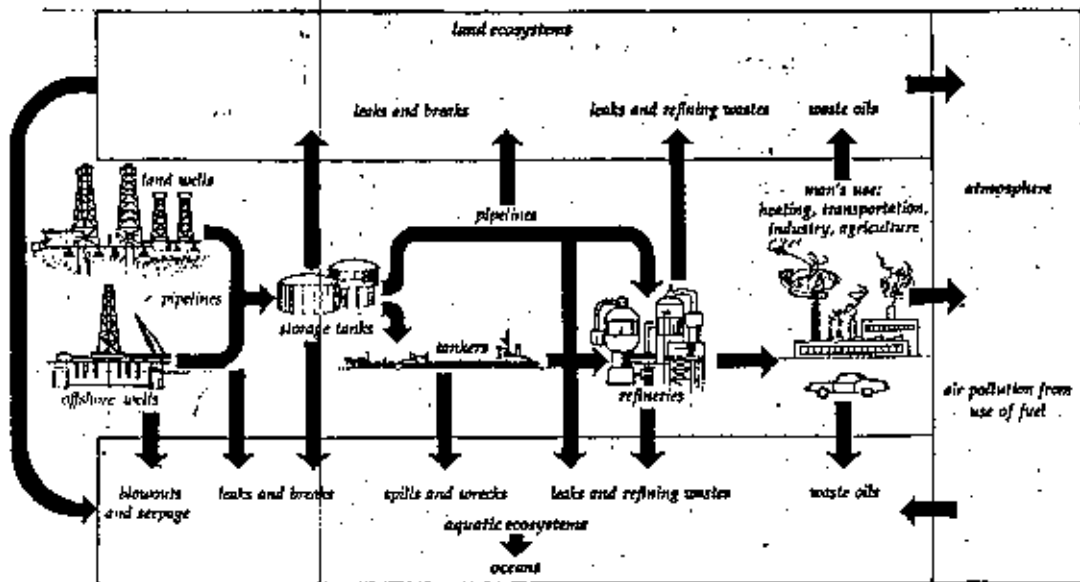 land ecosystems
leaks and breaks
leaks and refining wastes
waste oils
land wells
man's use:
heating, transportation,
industry, agriculture
atmosphere
pipelines
pipelines
storage tanks
tankers
offshore wells
refineries
air pollution from
use of fuel
blowouts
and seepage
leaks and breaks
spills and wrecks
leaks and refining wastes
waste oils
aquatic ecosystems
oceans